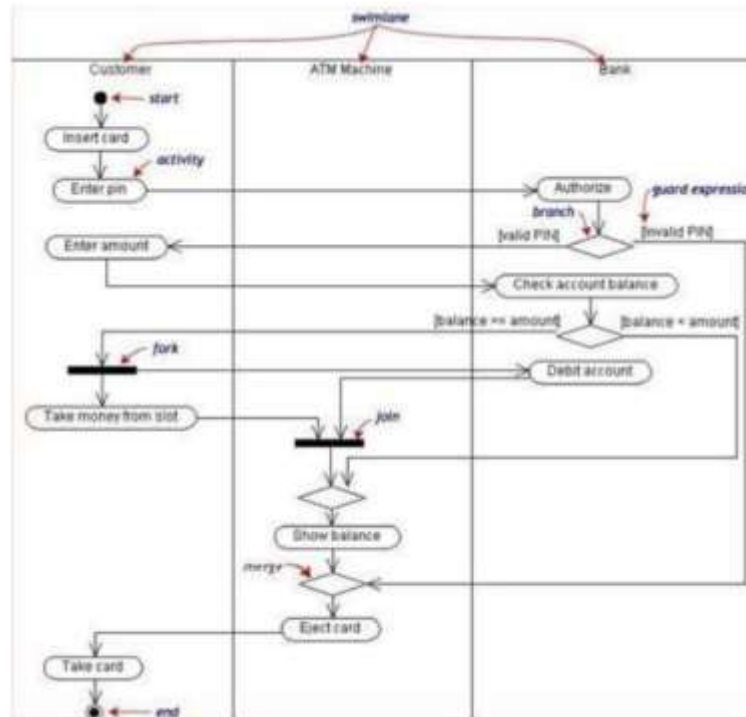 swimlane
Customer ATM Machine Bank
start
Insert card
activity
Enter pin Authorize guard expressio
branch
Enter amount [valid PIN] [invalid PIN]
Check account balance
[balance >= amount] [balance < amount]
fork
Debit account
Take money from slot
join
Show balance
merge
Eject card
Take card
end